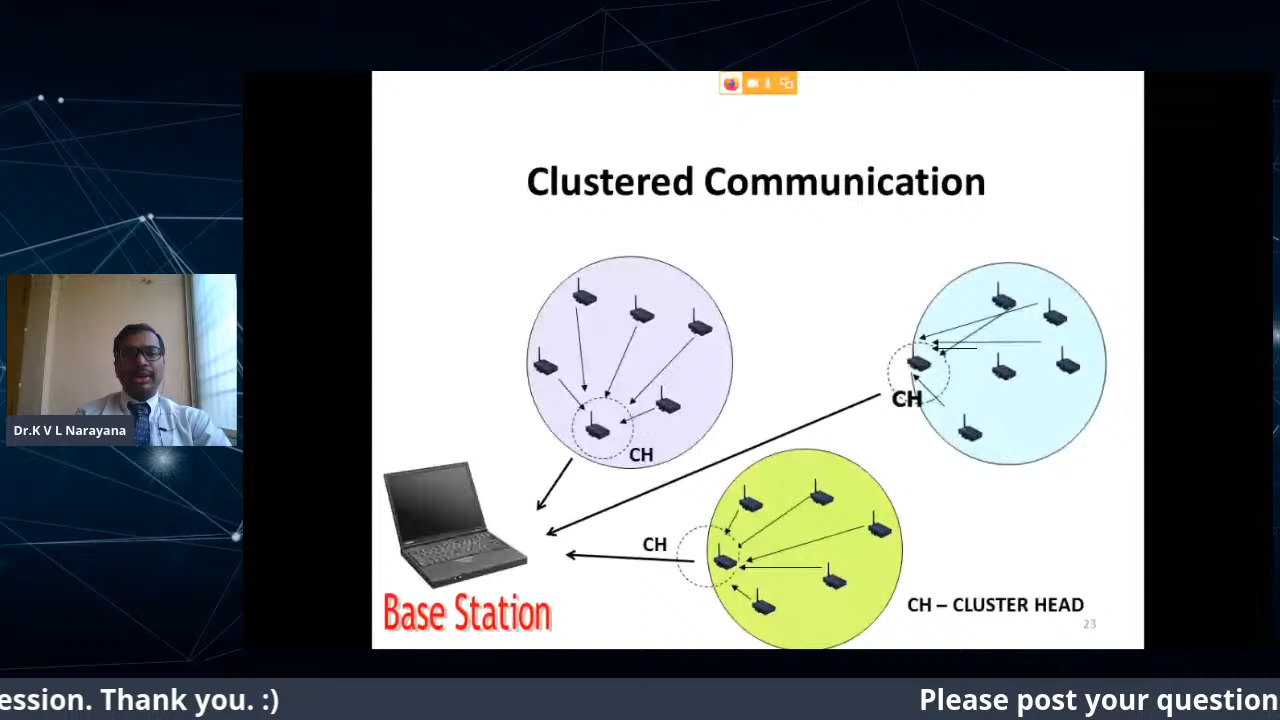 Clustered Communication
CH
CH
CH
Dr.K V L Narayana
Base Station
CH – CLUSTER HEAD
23
ession. Thank you. :)
Please post your question